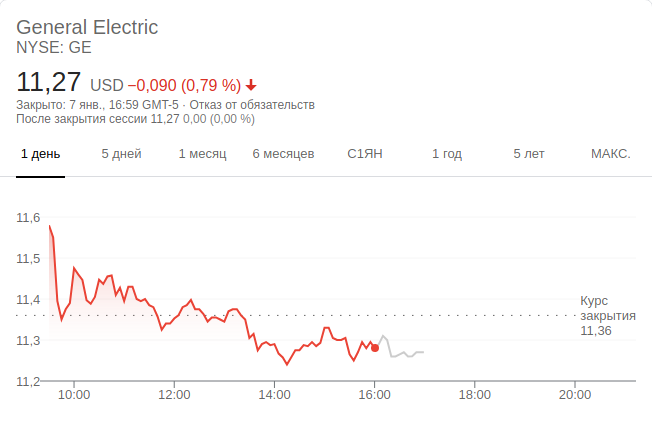 General Electric
NYSE: GE
11,27 USD −0,090 (0,79 %)
Закрыто: 7 янв., 16:59 GMT-5 · Отказ от обязательств
После закрытия сессии 11,27 0,00 (0,00 %)
1 день 5 дней 1 месяц 6 месяцев С1ЯН 1 год 5 лет МАКС.
11,6
11,5
11,4
Курс
закрытия
11,36
11,3
11,2
10:00 12:00 14:00 16:00 18:00 20:00